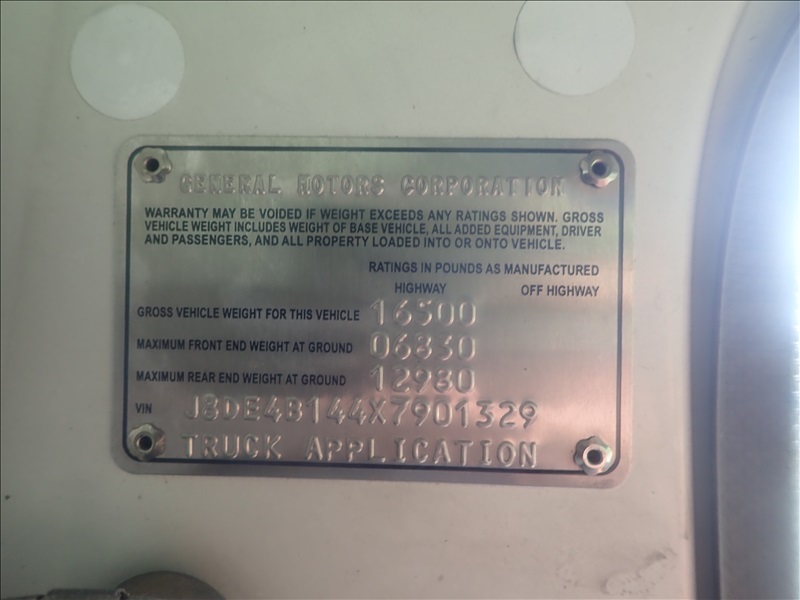 GENERAL MOTORS CORPORATION
WARRANTY MAY BE VOIDED IF WEIGHT EXCEEDS ANY RATINGS SHOWN. GROSS
VEHICLE WEIGHT INCLUDES WEIGHT OF BASE VEHICLE, ALL ADDED EQUIPMENT, DRIVER
AND PASSENGERS, AND ALL PROPERTY LOADED INTO OR ONTO VEHICLE.
RATINGS IN POUNDS AS MANUFACTURED
HIGHWAY OFF HIGHWAY
GROSS VEHICLE WEIGHT FOR THIS VEHICLE 16500
MAXIMUM FRONT END WEIGHT AT GROUND 06830
MAXIMUM REAR END WEIGHT AT GROUND 12980
VIN J8DE4B144X7901329
TRUCK APPLICATION